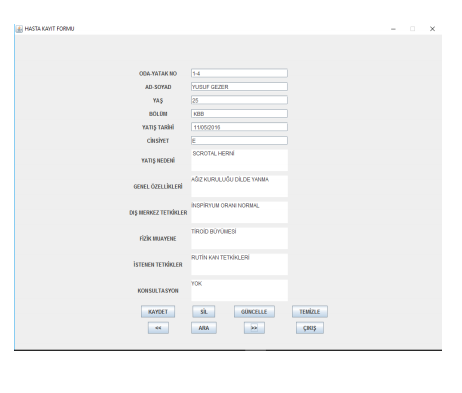 HASTA KAYIT FORMU
ODA-YATAK NO 1-4
AD-SOYAD YUSUF GEZER
YAŞ 25
BÖLÜM KBB
YATIŞ TARİHİ 11/05/2016
CİNSİYET E
YATIŞ NEDENİ SCROTAL HERNİ
GENEL ÖZELLİKLERİ AĞIZ KURULUĞU DİLDE YANMA
DIŞ MERKEZ TETKİKLER İNSPİRYUM ORANI NORMAL
FİZİK MUAYENE TİROİD BÜYÜMESİ
İSTENEN TETKİKLER RUTİN KAN TETKİKLERİ
KONSULTASYON YOK
KAYDET SİL GÜNCELLE TEMİZLE
<< ARA >> ÇIKIŞ